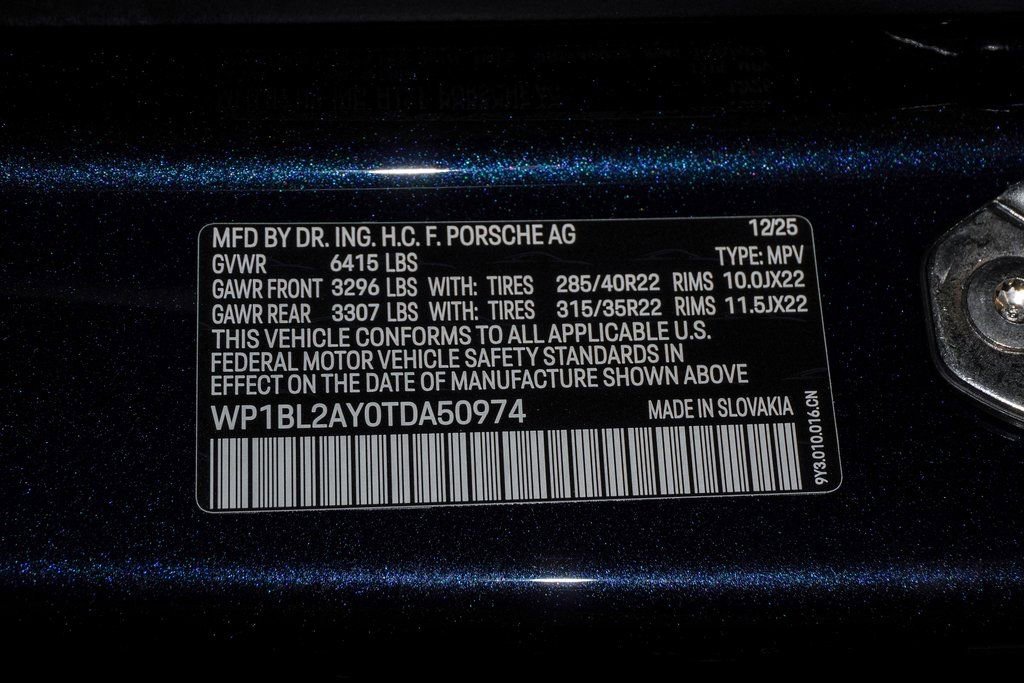 MFD BY DR. ING. H.C. F. PORSCHE AG 12/25
GVWR 6415 LBS TYPE: MPV
GAWR FRONT 3296 LBS WITH: TIRES 285/40R22 RIMS 10.0JX22
GAWR REAR 3307 LBS WITH: TIRES 315/35R22 RIMS 11.5JX22
THIS VEHICLE CONFORMS TO ALL APPLICABLE U.S.
FEDERAL MOTOR VEHICLE SAFETY STANDARDS IN
EFFECT ON THE DATE OF MANUFACTURE SHOWN ABOVE
WP1BL2AY0TDA50974 MADE IN SLOVAKIA
9Y3.010.016.CN